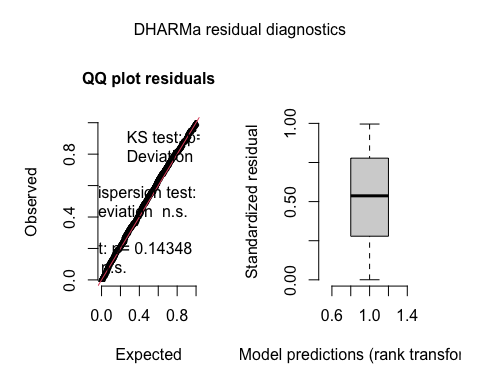 DHARMa residual diagnostics
QQ plot residuals
Observed
0.0 0.4 0.8
KS test: p=
Deviation
ispersion test:
eviation n.s.
t: p= 0.14348
n.s.
0.0 0.4 0.8
Expected
Standardized residual
0.00 0.50 1.00
0.6 1.0 1.4
Model predictions (rank transfor